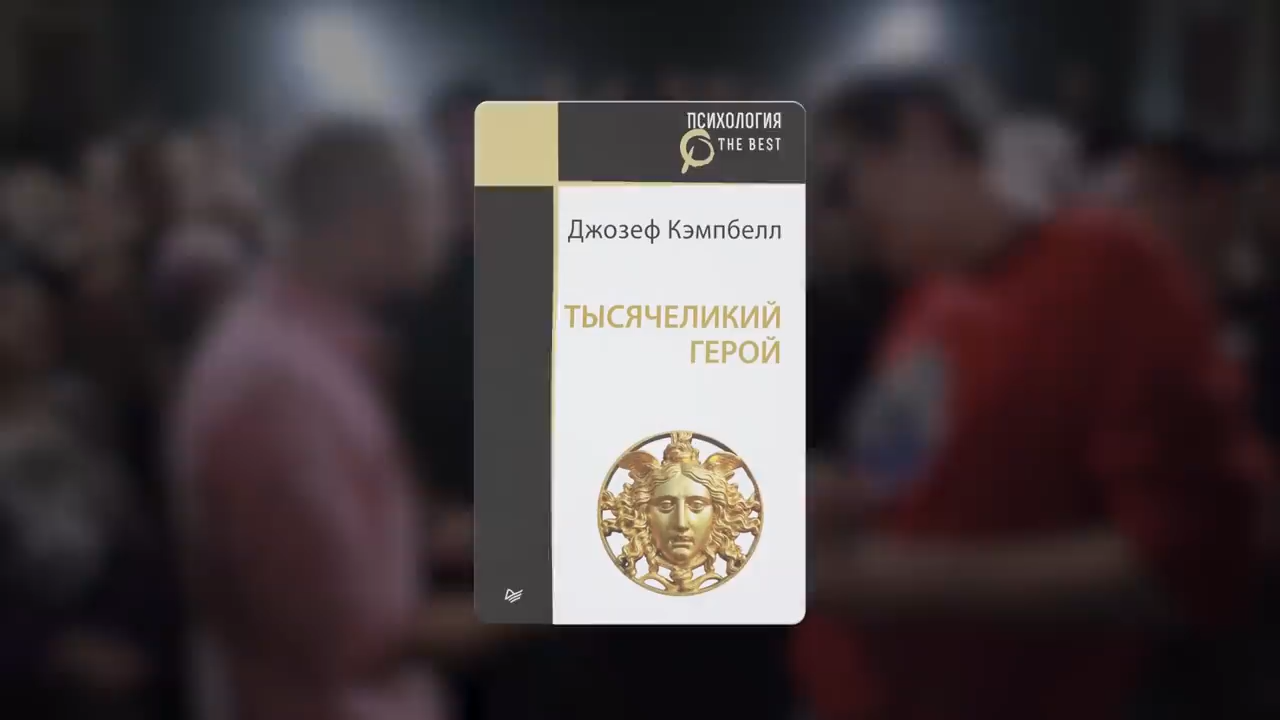 ПСИХОЛОГИЯ
THE BEST
Джозеф Кэмпбелл
ТЫСЯЧЕЛИКИЙ
ГЕРОЙ